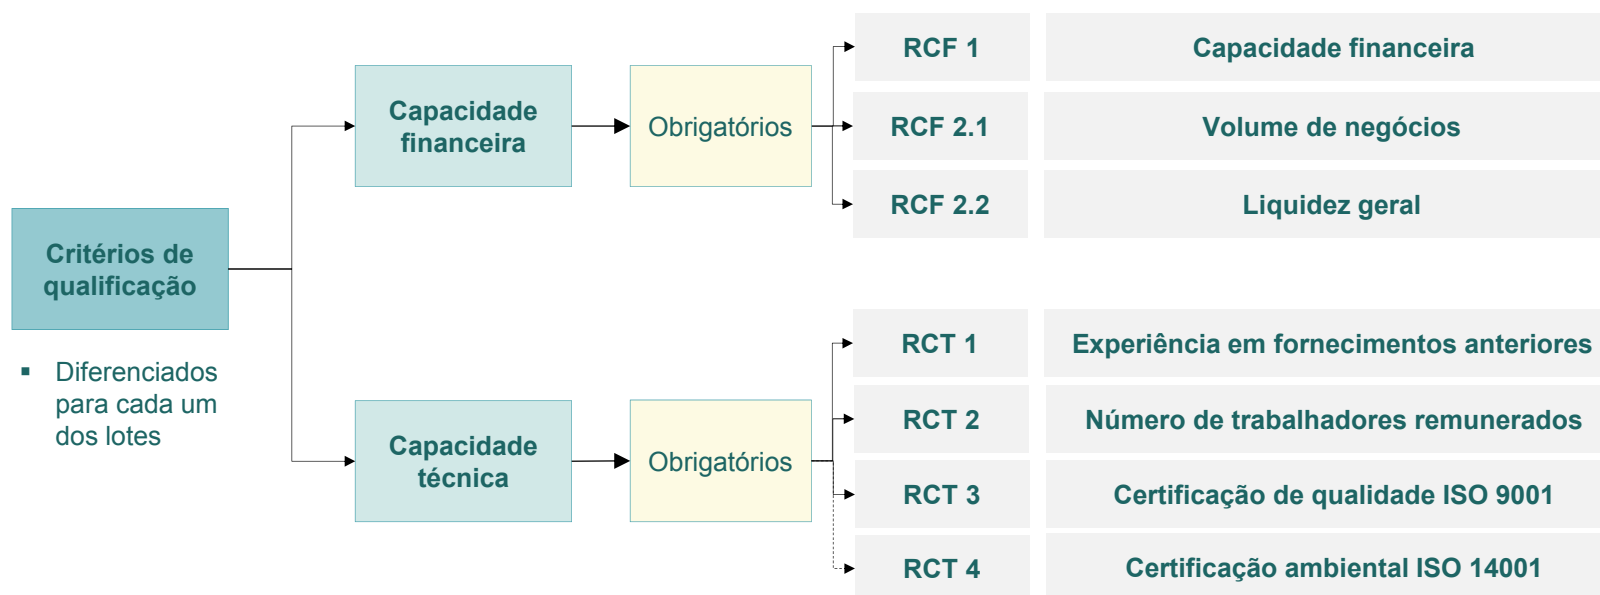 Critérios de
qualificação
▪ Diferenciados
para cada um
dos lotes
Capacidade
financeira
Obrigatórios
RCF 1 Capacidade financeira
RCF 2.1 Volume de negócios
RCF 2.2 Liquidez geral
Capacidade
técnica
Obrigatórios
RCT 1 Experiência em fornecimentos anteriores
RCT 2 Número de trabalhadores remunerados
RCT 3 Certificação de qualidade ISO 9001
RCT 4 Certificação ambiental ISO 14001